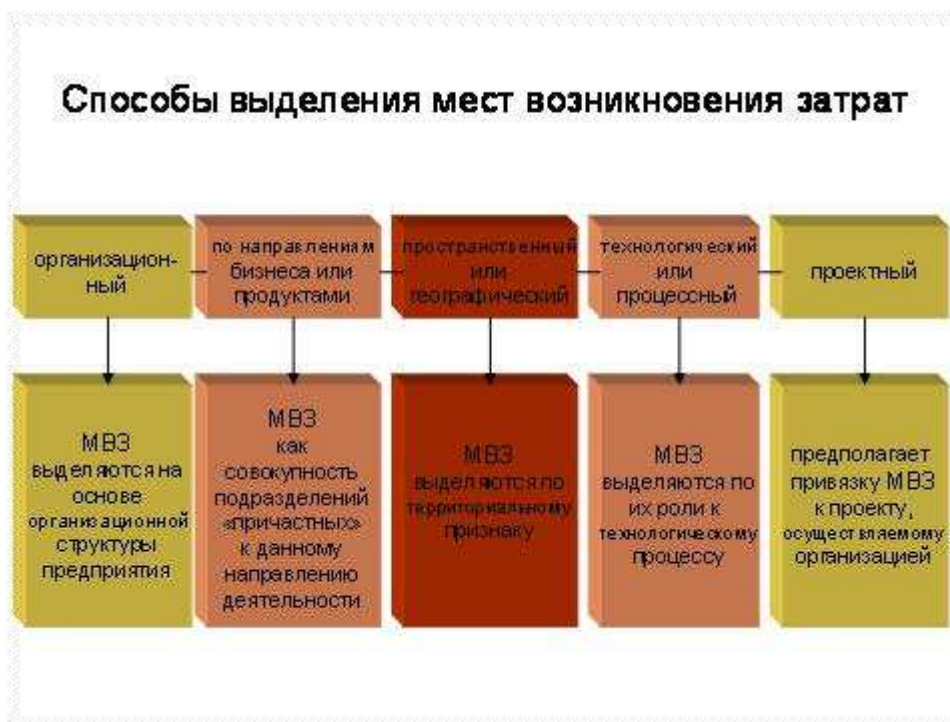 Способы выделения мест возникновения затрат
организацион-
ный
по направлениям
бизнеса или
продуктами
пространственный
или
географический
технологический
или
процессный
проектный
МВЗ
выделяются на
основе
организационной
структуры
предприятия
МВЗ
как
совокупность
подразделений
«причастных»
к данному
направлению
деятельности
МВЗ
выделяются по
территориальному
признаку
МВЗ
выделяются по
их роли к
технологическому
процессу
предполагает
привязку МВЗ
к проекту,
осуществляемому
организацией